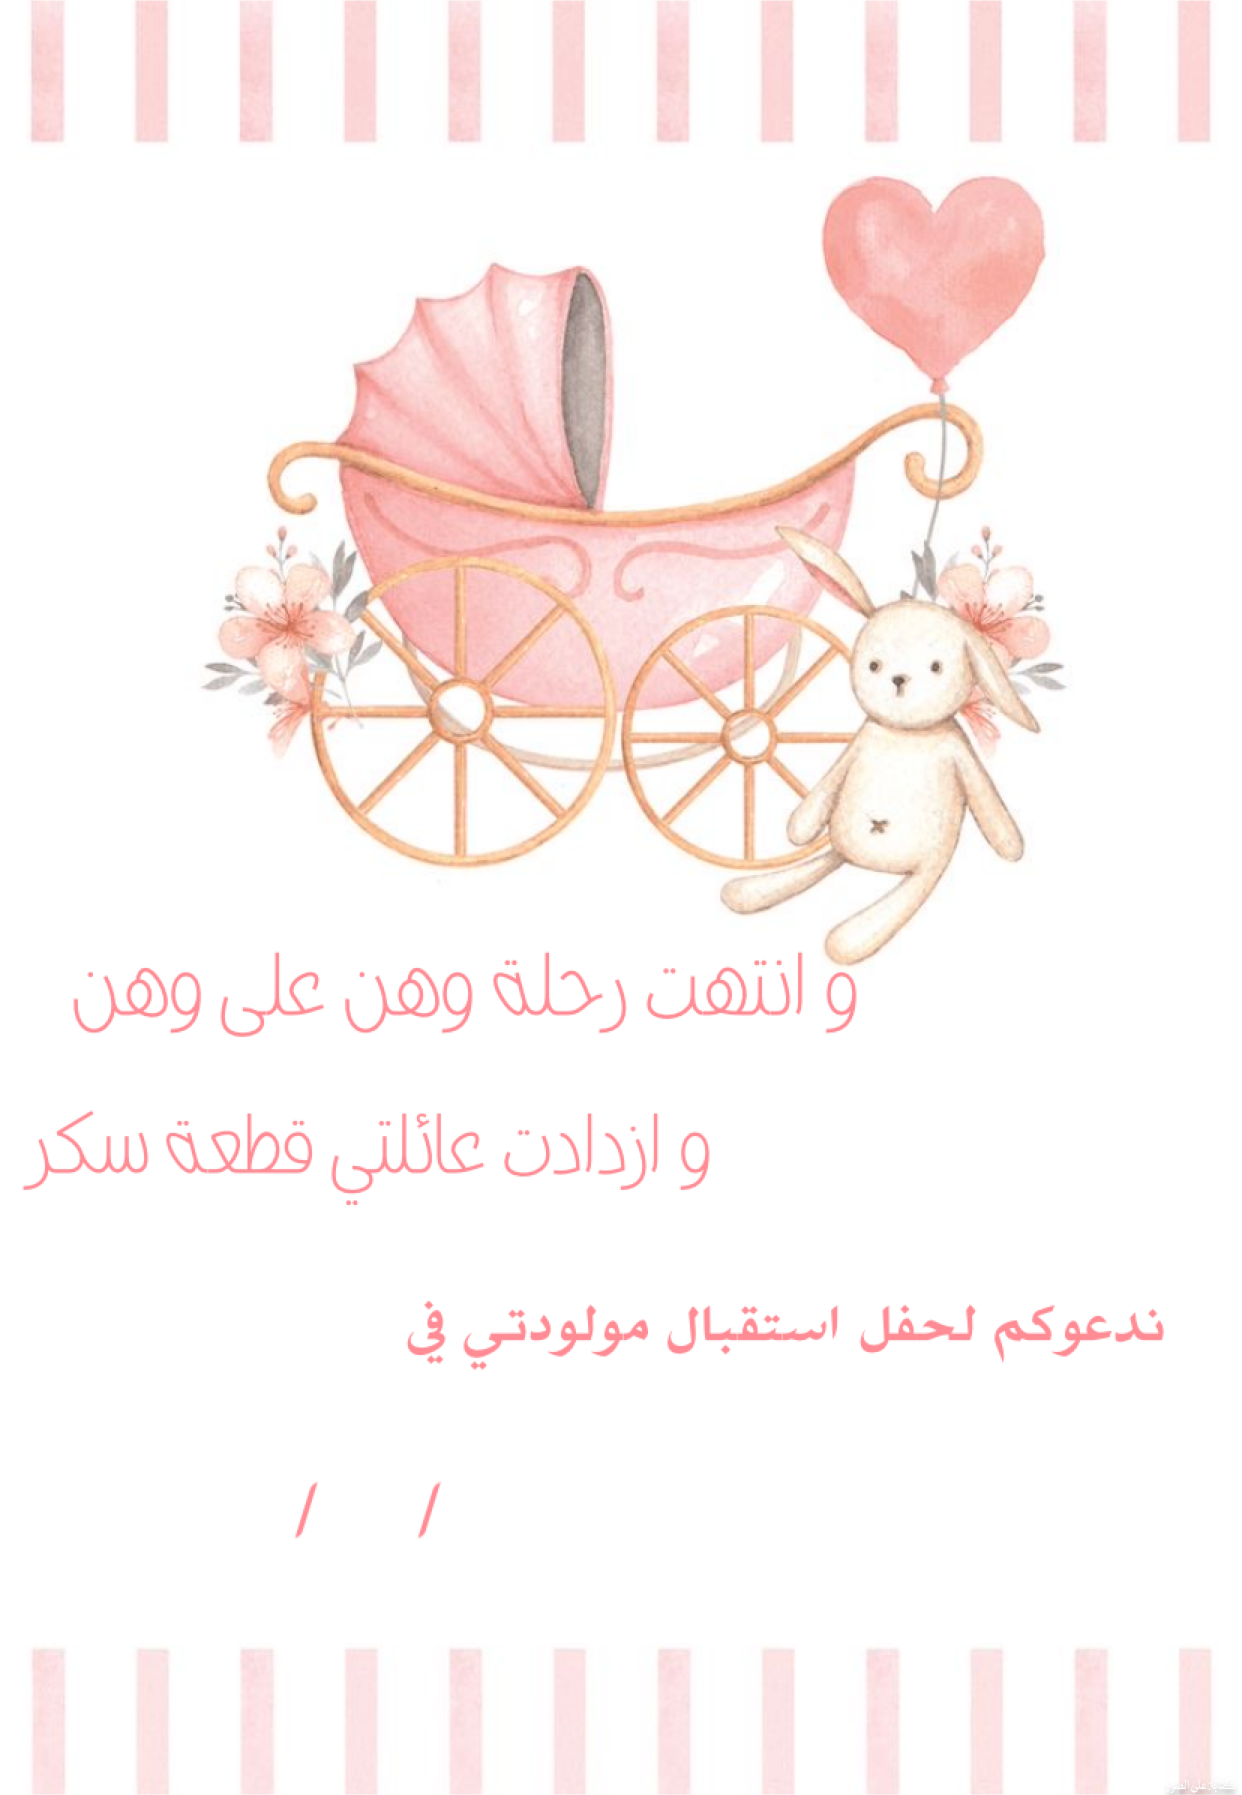 و انتهت رحلة وهن على وهن
و ازدادت عائلتي قطعة سكر
ندعوكم لحفل استقبال مولودتي في
/ /